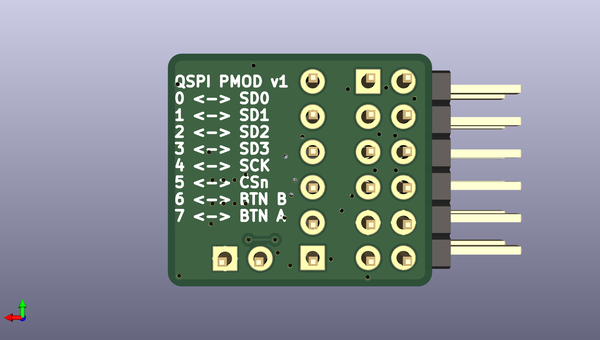 QSPI PMOD v1
0 <-> SD0
1 <-> SD1
2 <-> SD2
3 <-> SD3
4 <-> SCK
5 <-> CSn
6 <-> BTN B
7 <-> BTN A